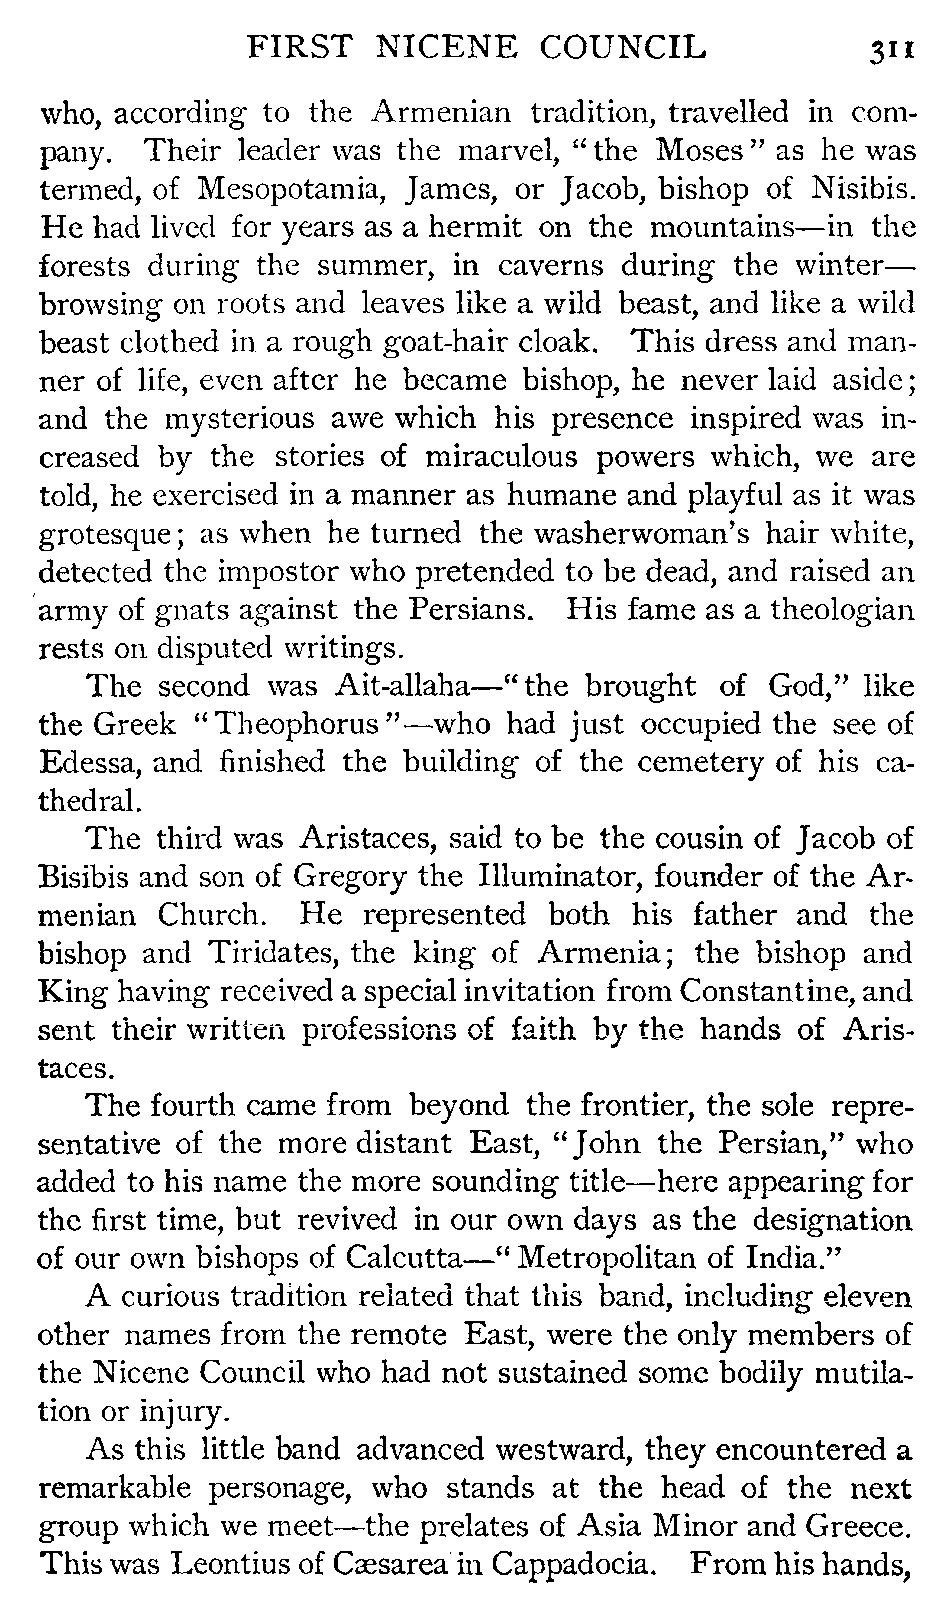 FIRST NICENE COUNCIL 311
who, according to the Armenian tradition, travelled in com-
pany. Their leader was the marvel, “the Moses” as he was
termed, of Mesopotamia, James, or Jacob, bishop of Nisibis.
He had lived for years as a hermit on the mountains—in the
forests during the summer, in caverns during the winter—
browsing on roots and leaves like a wild beast, and like a wild
beast clothed in a rough goat-hair cloak. This dress and man-
ner of life, even after he became bishop, he never laid aside;
and the mysterious awe which his presence inspired was in-
creased by the stories of miraculous powers which, we are
told, he exercised in a manner as humane and playful as it was
grotesque; as when he turned the washerwoman’s hair white,
detected the impostor who pretended to be dead, and raised an
army of gnats against the Persians. His fame as a theologian
rests on disputed writings.
The second was Ait-allaha—“the brought of God,” like
the Greek “Theophorus”—who had just occupied the see of
Edessa, and finished the building of the cemetery of his ca-
thedral.
The third was Aristaces, said to be the cousin of Jacob of
Bisibis and son of Gregory the Illuminator, founder of the Ar-
menian Church. He represented both his father and the
bishop and Tiridates, the king of Armenia; the bishop and
King having received a special invitation from Constantine, and
sent their written professions of faith by the hands of Aris-
taces.
The fourth came from beyond the frontier, the sole repre-
sentative of the more distant East, “John the Persian,” who
added to his name the more sounding title—here appearing for
the first time, but revived in our own days as the designation
of our own bishops of Calcutta—“Metropolitan of India.”
A curious tradition related that this band, including eleven
other names from the remote East, were the only members of
the Nicene Council who had not sustained some bodily mutila-
tion or injury.
As this little band advanced westward, they encountered a
remarkable personage, who stands at the head of the next
group which we meet—the prelates of Asia Minor and Greece.
This was Leontius of Cæsarea in Cappadocia. From his hands,